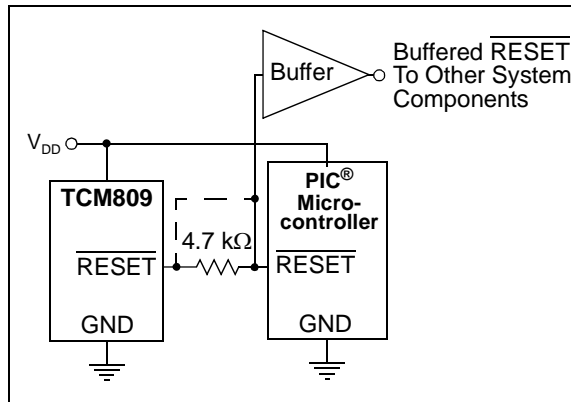 Buffered RESET
To Other System
Components
Buffer
V_DD
TCM809
PIC®
Micro-
controller
4.7 kΩ
RESET
RESET
GND
GND